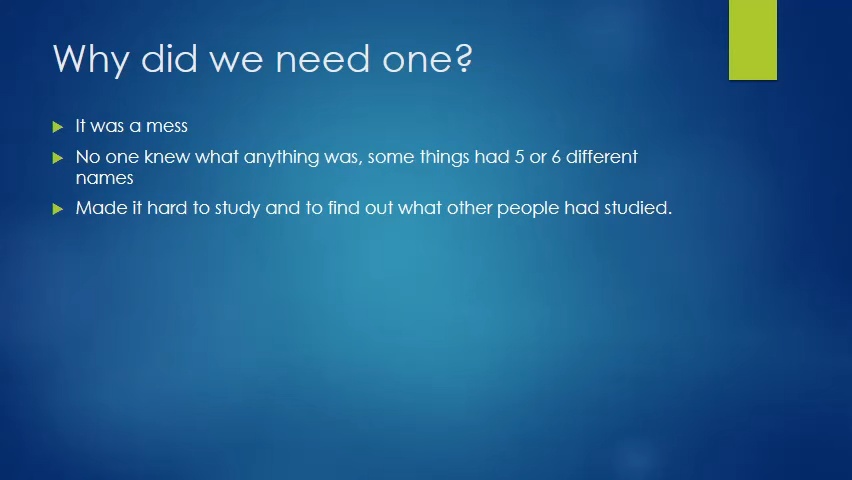 Why did we need one?
It was a mess
No one knew what anything was, some things had 5 or 6 different
names
Made it hard to study and to find out what other people had studied.